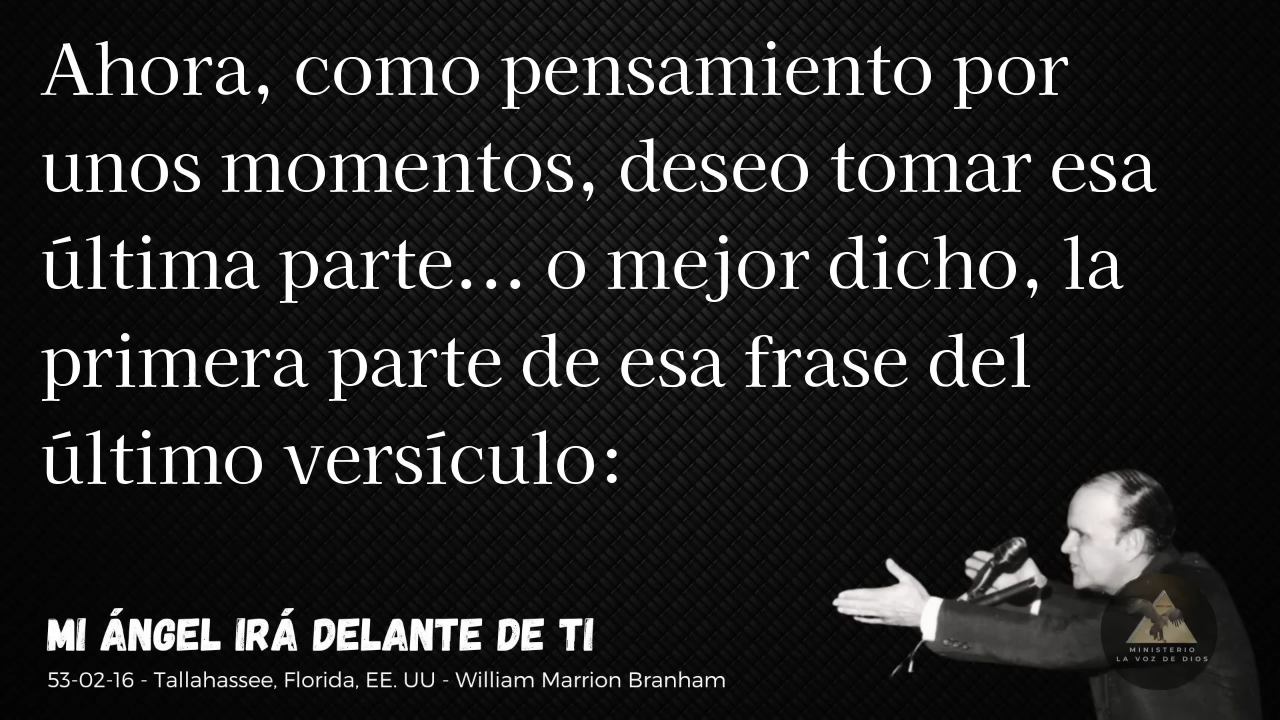 Ahora, como pensamiento por
unos momentos, deseo tomar esa
última parte... o mejor dicho, la
primera parte de esa frase del
último versículo:
MI ÁNGEL IRÁ DELANTE DE TI
53-02-16 - Tallahassee, Florida, EE. UU - William Marrion Branham
MINISTERIO
LA VOZ DE DIOS